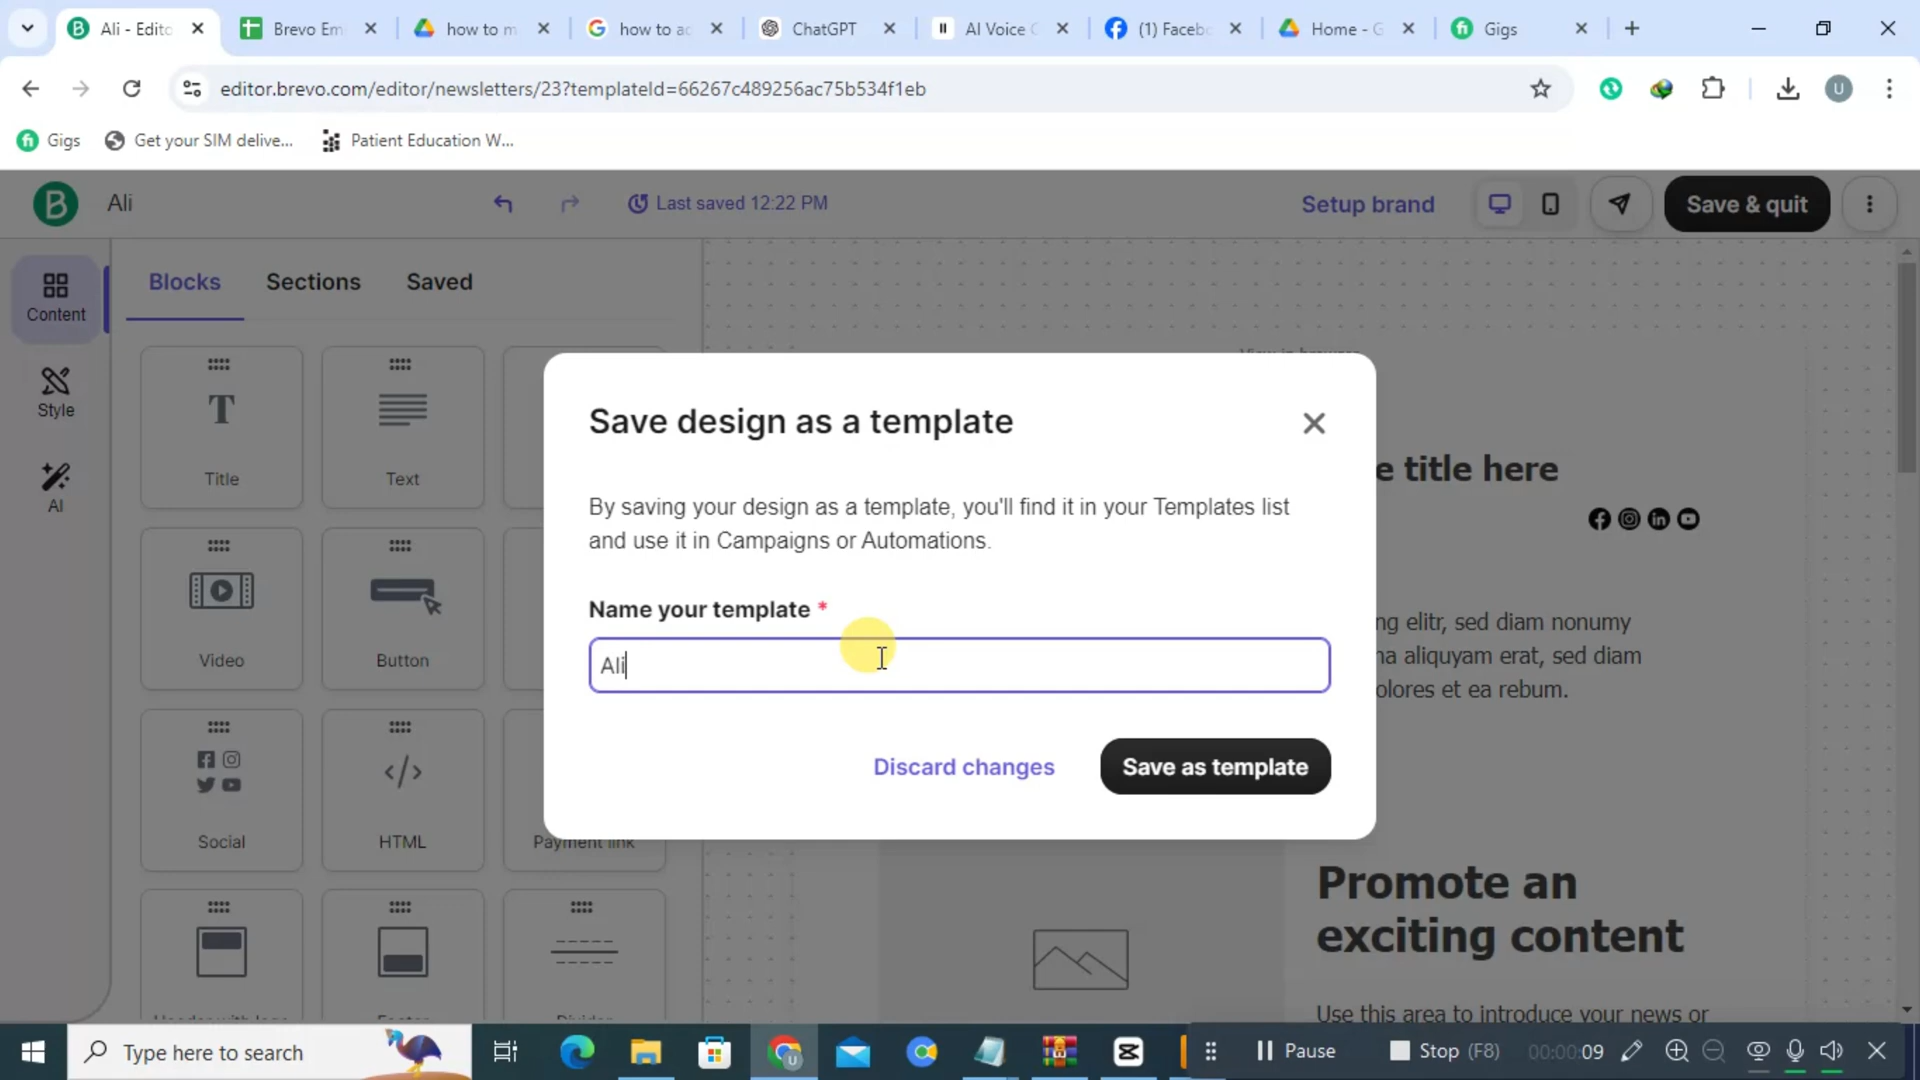 Ali - Edito
Brevo Em
how to m
how to ac
ChatGPT
AI Voice G
(1) Facebo
Home - G
Gigs
editor.brevo.com/editor/newsletters/23?templateId=66267c489256ac75b534f1eb
U
Gigs
Get your SIM delive...
Patient Education W...
B
Ali
Last saved 12:22 PM
Setup brand
Save & quit
Content
Style
AI
Blocks
Sections
Saved
Title
Text
Video
Button
Social
HTML
Payment link
Divider
Save design as a template
By saving your design as a template, you'll find it in your Templates list
and use it in Campaigns or Automations.
Name your template *
Ali
Discard changes
Save as template
View in browser
e title here
ng elitr, sed diam nonumy
na aliquyam erat, sed diam
olores et ea rebum.
Promote an
exciting content
Use this area to introduce your news or
Type here to search
Pause
Stop (F8)
00:00:09